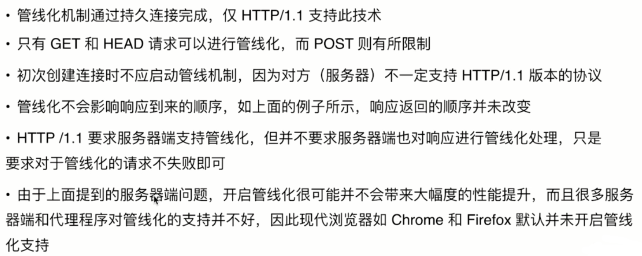 • 管线化机制通过持久连接完成，仅 HTTP/1.1 支持此技术
• 只有 GET 和 HEAD 请求可以进行管线化，而 POST 则有所限制
• 初次创建连接时不应启动管线机制，因为对方（服务器）不一定支持 HTTP/1.1 版本的协议
• 管线化不会影响响应到来的顺序，如上面的例子所示，响应返回的顺序并未改变
• HTTP /1.1 要求服务器端支持管线化，但并不要求服务器端也对响应进行管线化处理，只是
要求对于管线化的请求不失败即可
• 由于上面提到的服务器端问题，开启管线化很可能并不会带来大幅度的性能提升，而且很多服务
器端和代理程序对管线化的支持并不好，因此现代浏览器如 Chrome 和 Firefox 默认并未开启管线
化支持